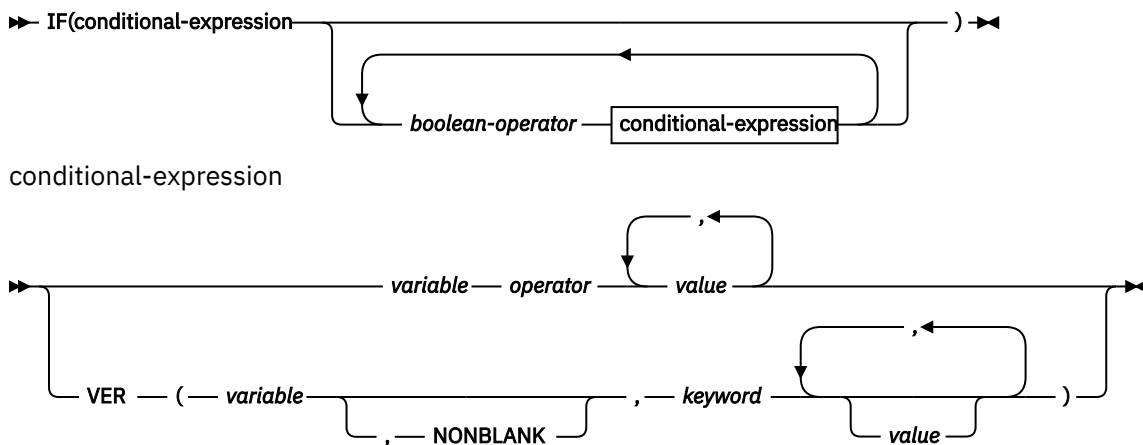 IF(conditional-expression )
boolean-operator conditional-expression
conditional-expression
,
variable operator value
,
VER ( variable , keyword )
, NONBLANK value